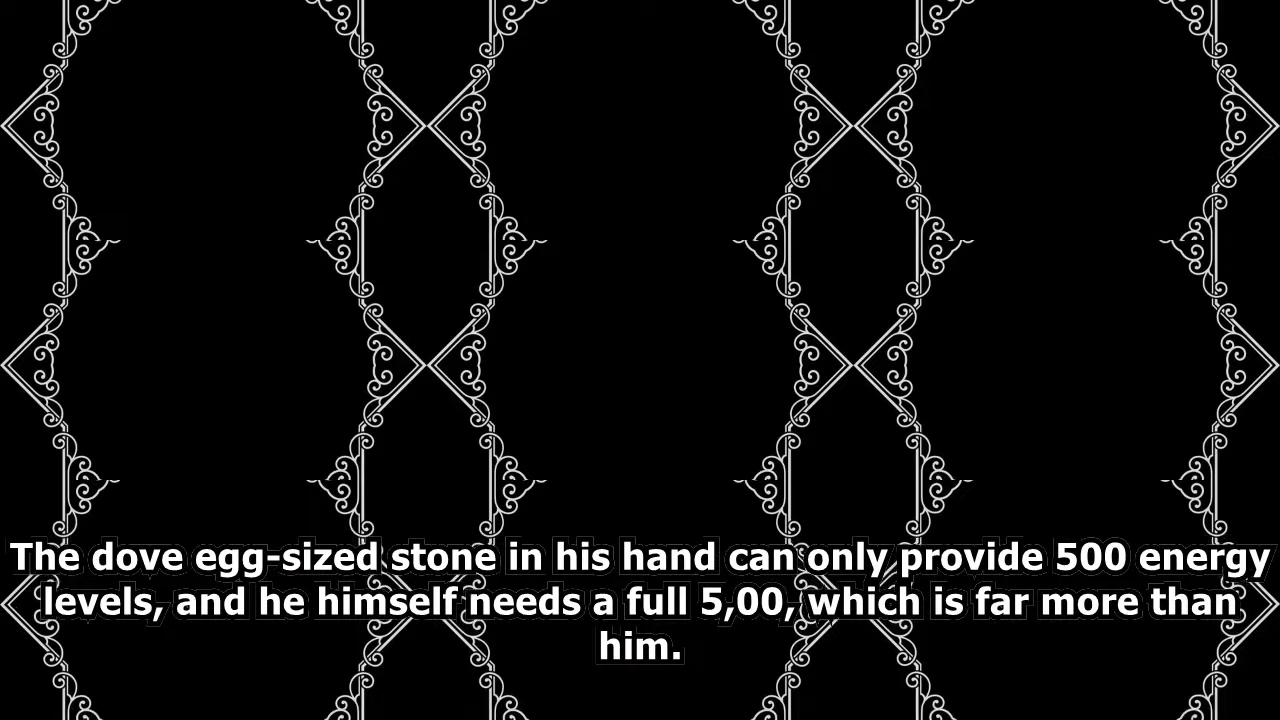 The dove egg-sized stone in his hand can only provide 500 energy
levels, and he himself needs a full 5,00, which is far more than
him.